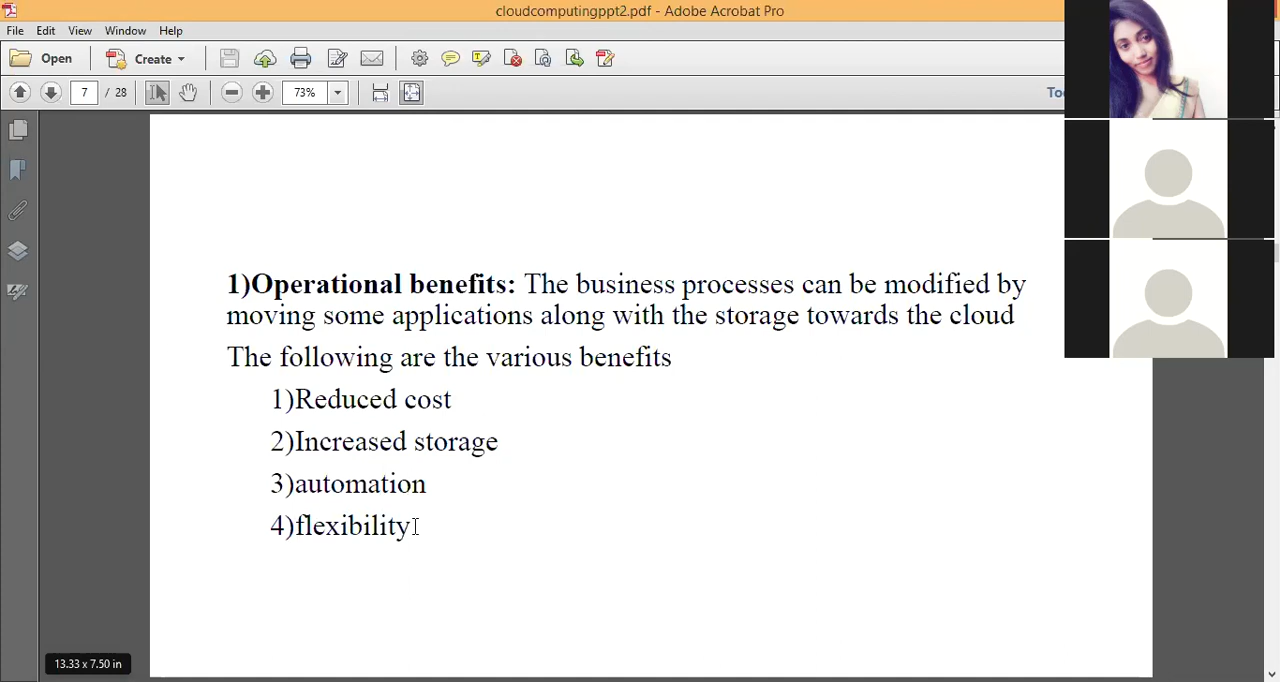 cloudcomputingppt2.pdf - Adobe Acrobat Pro
File Edit View Window Help
Open Create
7 / 28 73%
1)Operational benefits: The business processes can be modified by
moving some applications along with the storage towards the cloud
The following are the various benefits
1)Reduced cost
2)Increased storage
3)automation
4)flexibility
13.33 x 7.50 in